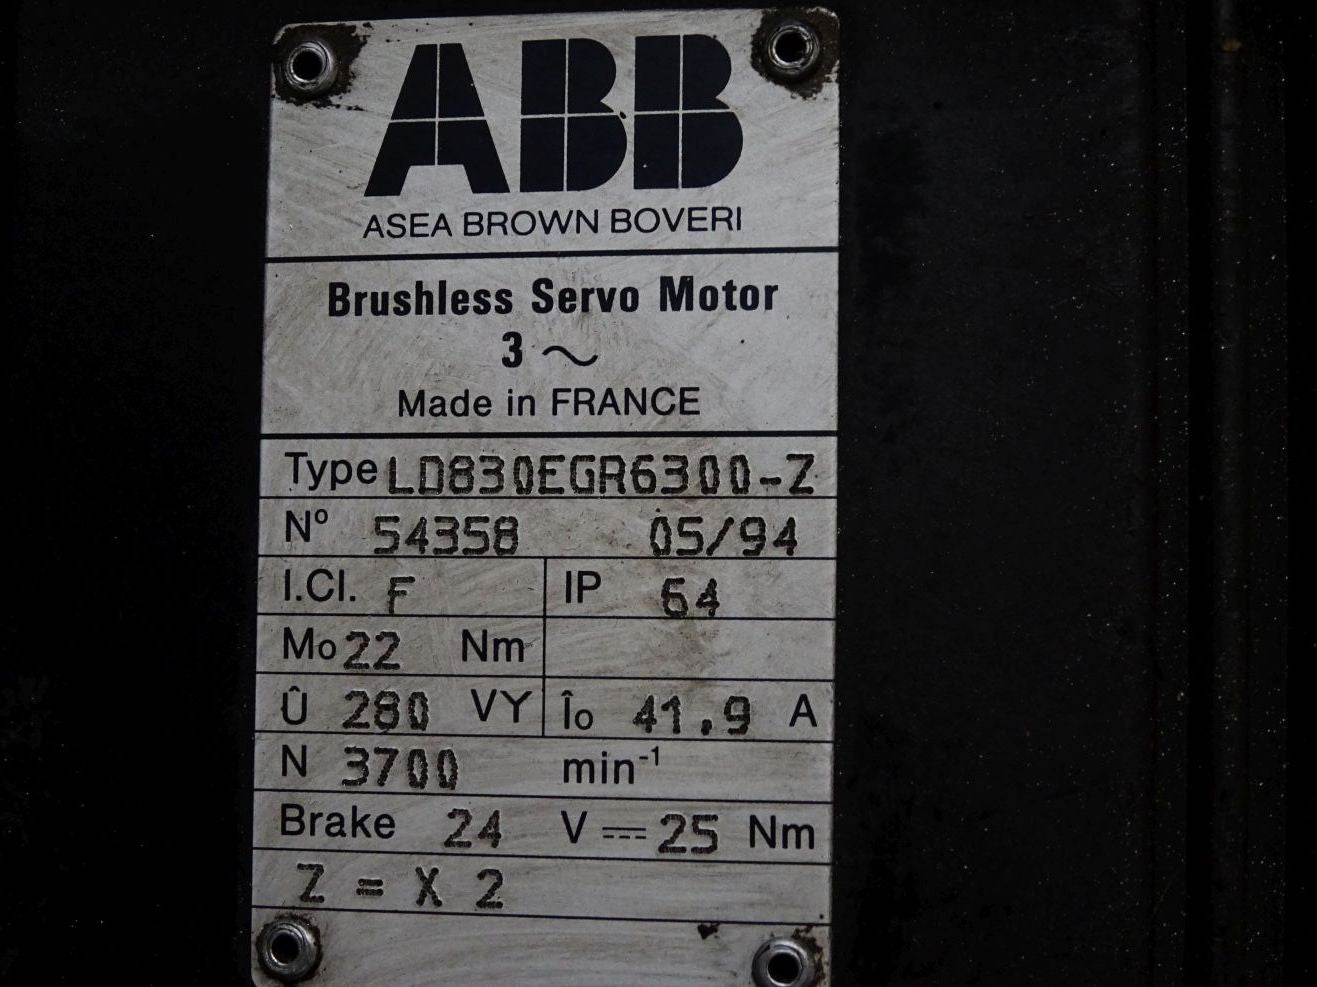 ABB
ASEA BROWN BOVERI
Brushless Servo Motor
3 ~
Made in FRANCE
Type LD830EGR6300-Z
Nº 54358 05/94
I.Cl. F IP 64
Mo 22 Nm
Û 280 VY Îo 41.9 A
N 3700 min⁻¹
Brake 24 V ⎓ 25 Nm
Z = X 2